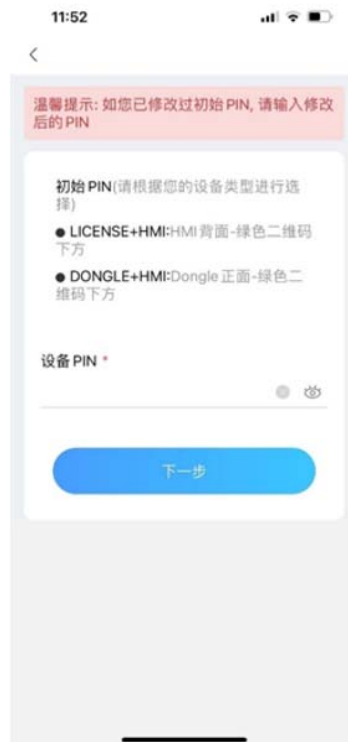 11:52
温馨提示: 如您已修改过初始 PIN, 请输入修改
后的 PIN
初始 PIN(请根据您的设备类型进行选
择)
● LICENSE+HMI:HMI 背面-绿色二维码
下方
● DONGLE+HMI:Dongle 正面-绿色二
维码下方
设备 PIN *
下一步